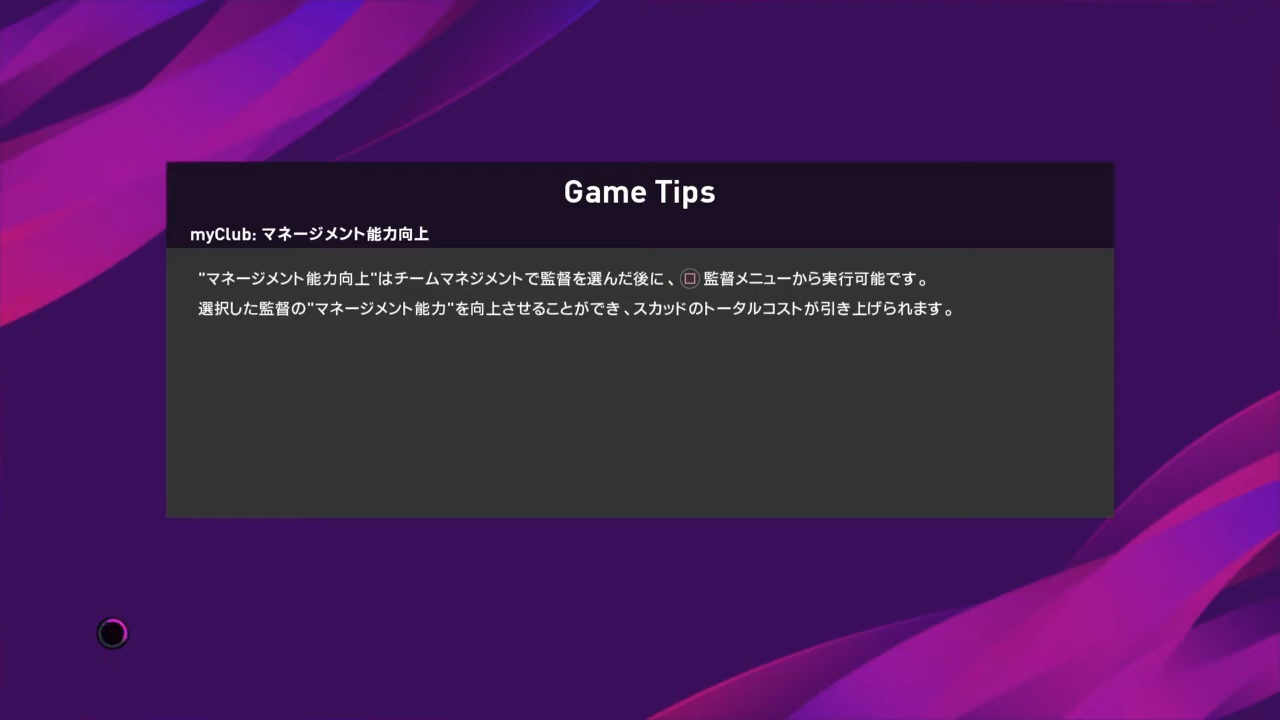 Game Tips
myClub: マネージメント能力向上
"マネージメント能力向上"はチームマネジメントで監督を選んだ後に、□監督メニューから実行可能です。
選択した監督の"マネージメント能力"を向上させることができ、スカッドのトータルコストが引き上げられます。